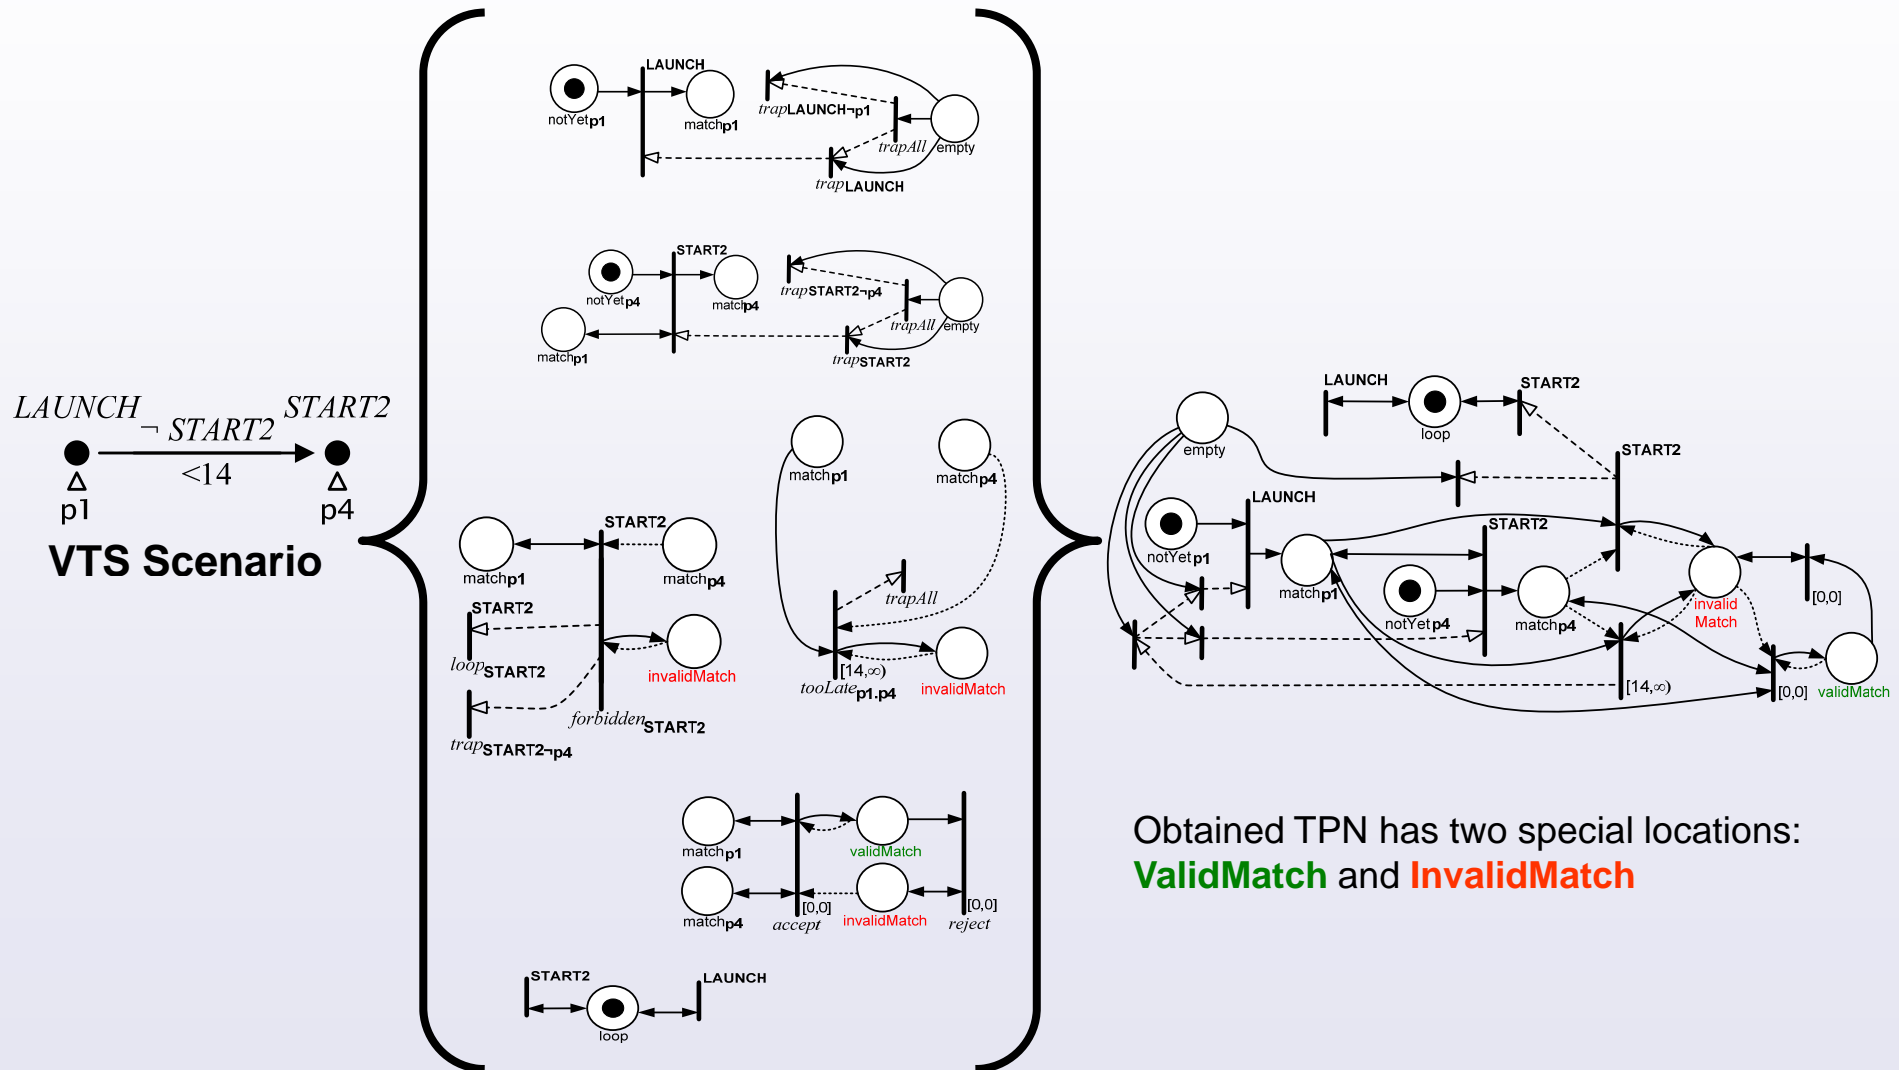 LAUNCH
¬ START2
START2
<14
p1
p4
VTS Scenario
LAUNCH
notYetp1
matchp1
trapLAUNCH¬p1
trapAll
empty
trapLAUNCH
START2
notYetp4
matchp4
matchp1
trapSTART2¬p4
trapAll
empty
trapSTART2
matchp1
matchp4
START2
matchp1
matchp4
START2
loopSTART2
invalidMatch
forbiddenSTART2
trapSTART2¬p4
trapAll
[14,∞)
tooLatep1.p4
invalidMatch
matchp1
validMatch
matchp4
[0,0]
accept
invalidMatch
[0,0]
reject
START2
LAUNCH
loop
LAUNCH
START2
loop
empty
START2
LAUNCH
notYetp1
START2
matchp1
notYetp4
matchp4
invalid
Match
[0,0]
[14,∞)
[0,0]
validMatch
Obtained TPN has two special locations:
ValidMatch and InvalidMatch